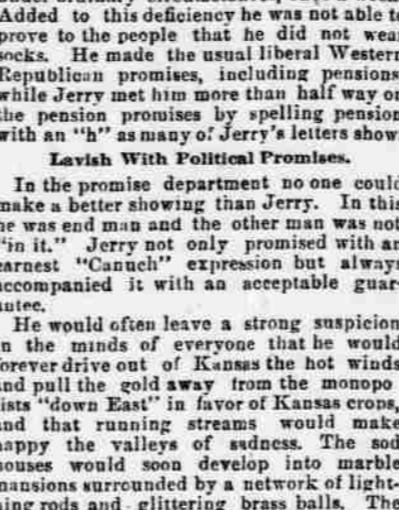 Added to this deficiency he was not able to
prove to the people that he did not wear
socks. He made the usual liberal Western
Republican promises, including pensions
while Jerry met him more than half way on
the pension promises by spelling pension
with an "h" as many of Jerry's letters show
Lavish With Political Promises.
In the promise department no one could
make a better showing than Jerry. In this
he was end man and the other man was not
"in it." Jerry not only promised with an
earnest "Canuch" expression but always
accompanied it with an acceptable guar-
antee.
He would often leave a strong suspicion
in the minds of everyone that he would
forever drive out of Kansas the hot winds
and pull the gold away from the monopo
lists "down East" in favor of Kansas crops,
and that running streams would make
happy the valleys of sadness. The sod
houses would soon develop into marble
mansions surrounded by a network of light-
ning rods and glittering brass balls. The